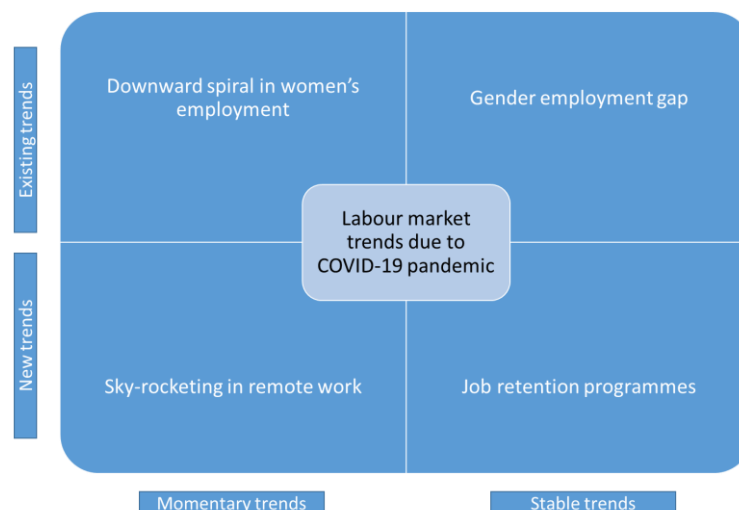 Existing trends
Downward spiral in women's
employment
Gender employment gap
Labour market
trends due to
COVID-19 pandemic
New trends
Sky-rocketing in remote work
Job retention programmes
Momentary trends
Stable trends